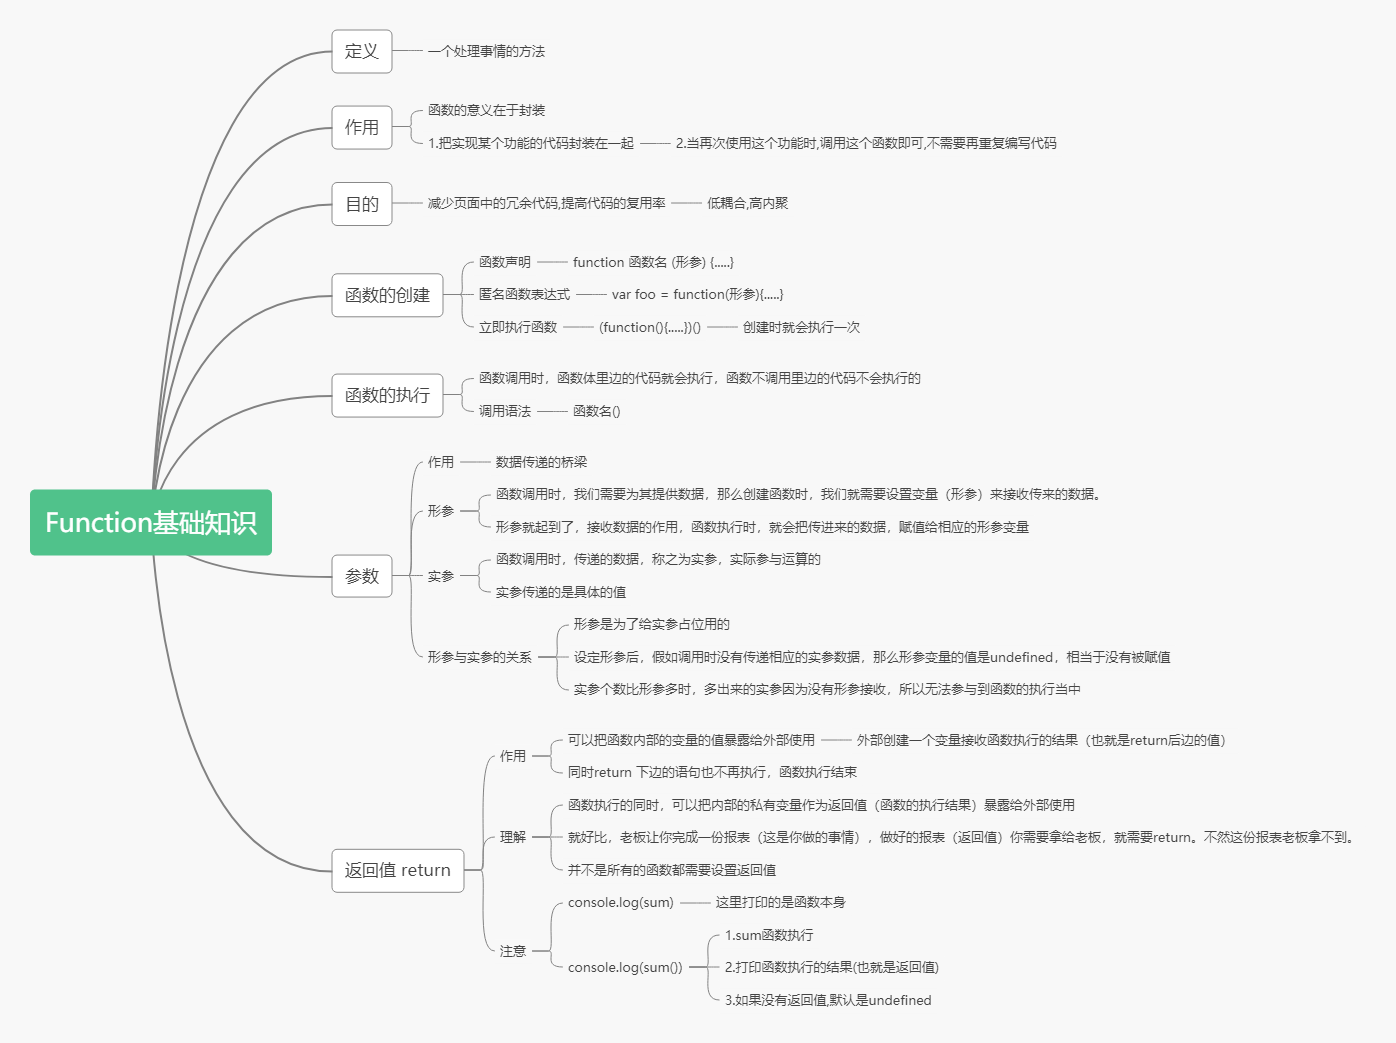 Function基础知识
定义
一个处理事情的方法
作用
函数的意义在于封装
1.把实现某个功能的代码封装在一起
2.当再次使用这个功能时,调用这个函数即可,不需要再重复编写代码
目的
减少页面中的冗余代码,提高代码的复用率
低耦合,高内聚
函数的创建
函数声明
function 函数名 (形参) {.....}
匿名函数表达式
var foo = function(形参){.....}
立即执行函数
(function(){.....})()
创建时就会执行一次
函数的执行
函数调用时，函数体里边的代码就会执行，函数不调用里边的代码不会执行的
调用语法
函数名()
参数
作用
数据传递的桥梁
形参
函数调用时，我们需要为其提供数据，那么创建函数时，我们就需要设置变量（形参）来接收传来的数据。
形参就起到了，接收数据的作用，函数执行时，就会把传进来的数据，赋值给相应的形参变量
实参
函数调用时，传递的数据，称之为实参，实际参与运算的
实参传递的是具体的值
形参与实参的关系
形参是为了给实参占位用的
设定形参后，假如调用时没有传递相应的实参数据，那么形参变量的值是undefined，相当于没有被赋值
实参个数比形参多时，多出来的实参因为没有形参接收，所以无法参与到函数的执行当中
返回值 return
作用
可以把函数内部的变量的值暴露给外部使用
外部创建一个变量接收函数执行的结果（也就是return后边的值）
同时return 下边的语句也不再执行，函数执行结束
理解
函数执行的同时，可以把内部的私有变量作为返回值（函数的执行结果）暴露给外部使用
就好比，老板让你完成一份报表（这是你做的事情），做好的报表（返回值）你需要拿给老板，就需要return。不然这份报表老板拿不到。
并不是所有的函数都需要设置返回值
注意
console.log(sum)
这里打印的是函数本身
console.log(sum())
1.sum函数执行
2.打印函数执行的结果(也就是返回值)
3.如果没有返回值,默认是undefined